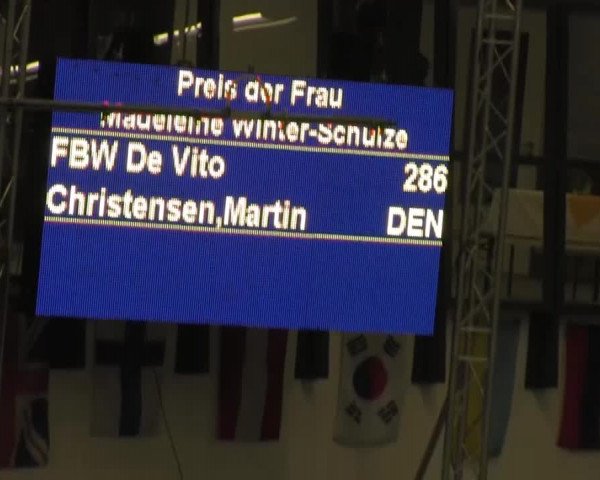 Preis der Frau
Madeleine Winter-Schulze
FBW De Vito 286
Christensen,Martin DEN